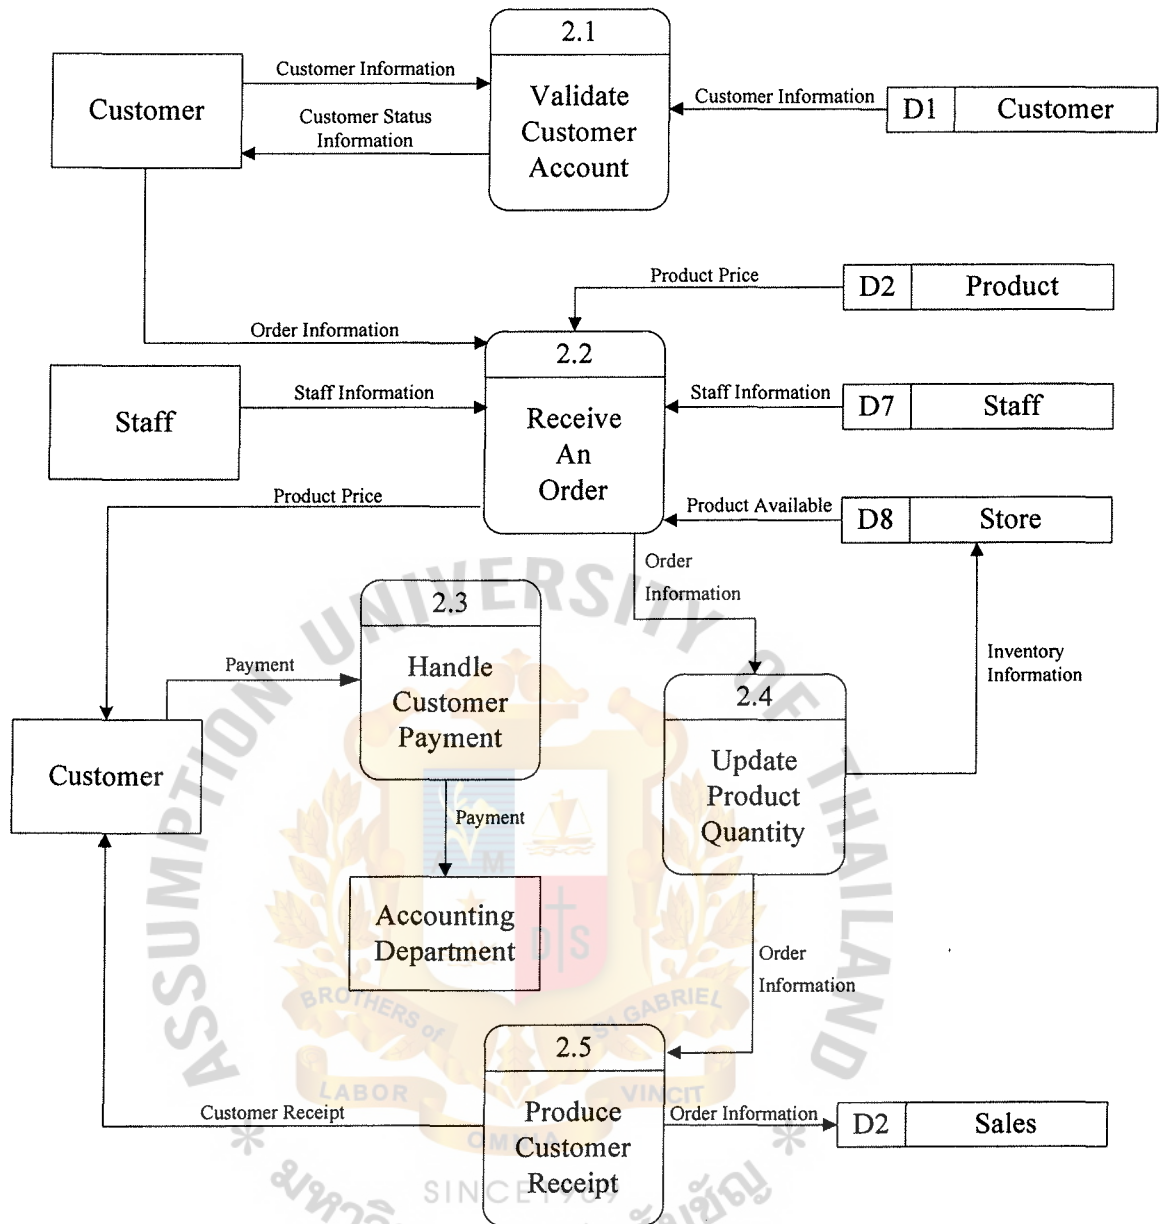 2.1
Customer Information
Customer
Validate
Customer Information
D1 Customer
Customer Status
Customer
Information
Account
Product Price
D2 Product
Order Information
2.2
Staff Information
Staff Information
D7 Staff
Staff
Receive
An
Order
Product Price
Product Available
D8 Store
Order
Information
2.3
Payment
Handle
Customer
Payment
Inventory
Information
2.4
Customer
Update
Product
Quantity
Payment
Accounting
Department
Order
Information
2.5
Customer Receipt
Produce
Customer
Receipt
Order Information
D2 Sales
ASSUMPTION UNIVERSITY OF THAILAND
M
D S
BROTHERS of
ST GABRIEL
LABOR
VINCIT
OMNIA
SINCE 1969